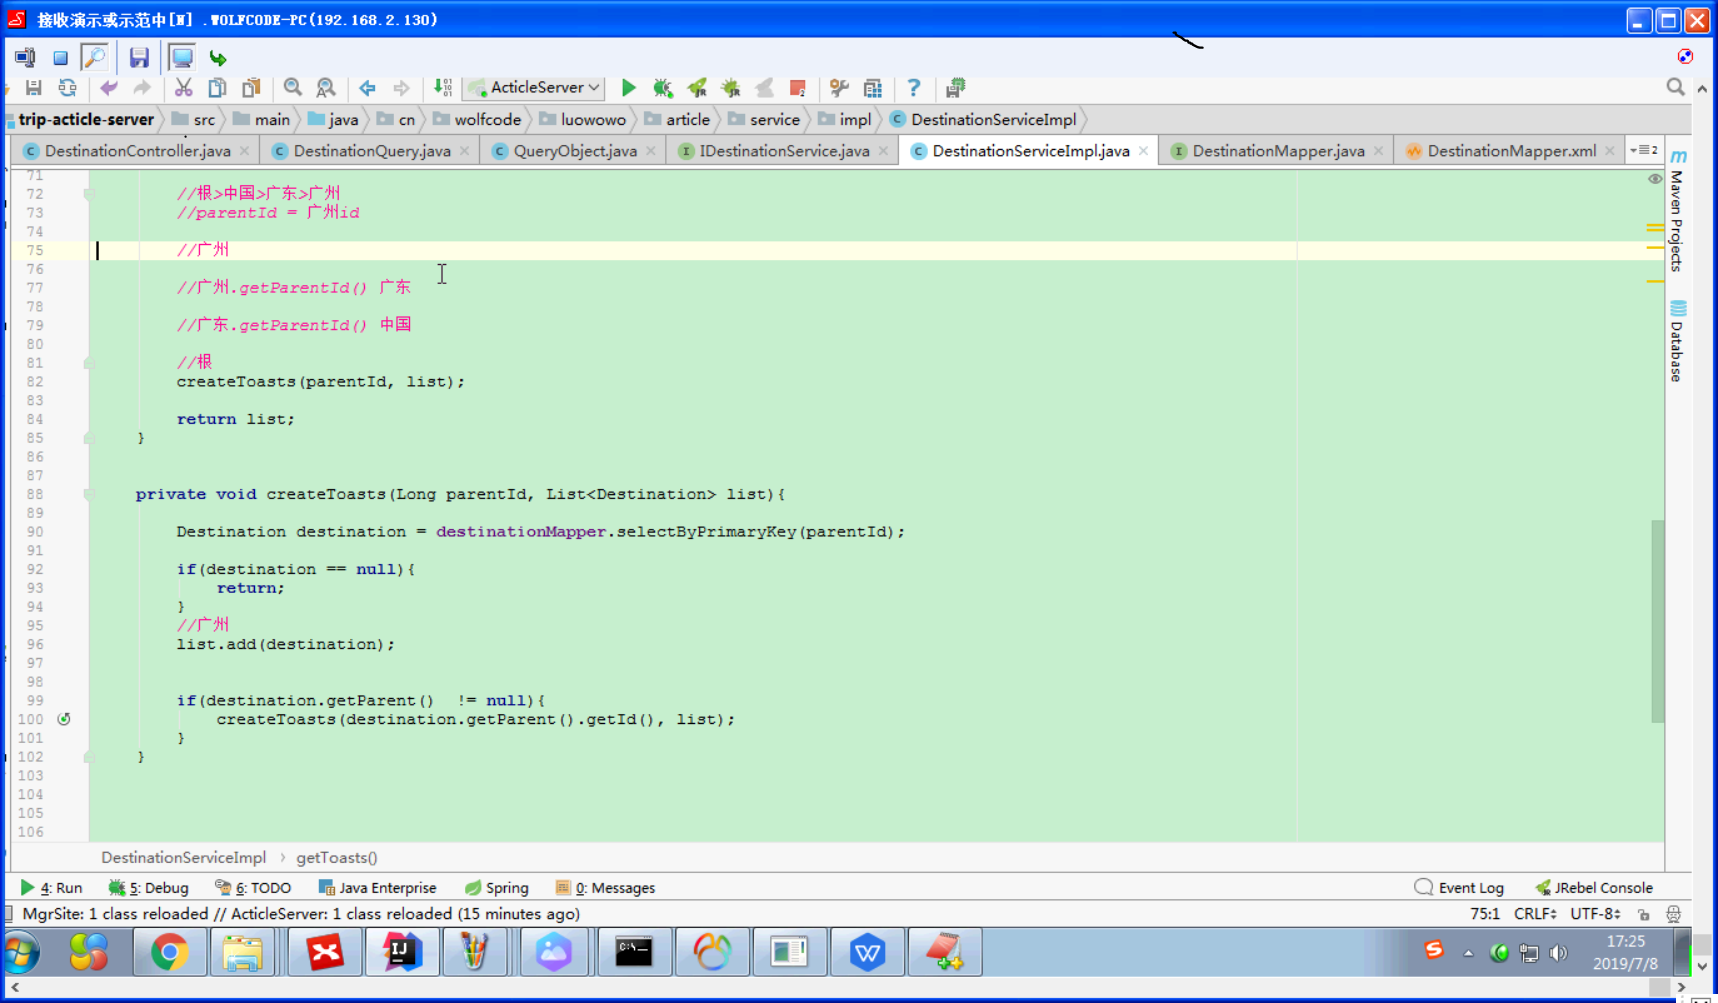 接收演示或示范中[N] .WOLFCODE-PC(192.168.2.130)
ActicleServer
trip-acticle-server src main java cn wolfcode luowowo article service impl DestinationServiceImpl
DestinationController.java DestinationQuery.java QueryObject.java IDestinationService.java DestinationServiceImpl.java DestinationMapper.java DestinationMapper.xml 2
71
72 //根>中国>广东>广州
73 //parentId = 广州id
74
75 //广州
76
77 //广州.getParentId() 广东
78
79 //广东.getParentId() 中国
80
81 //根
82 createToasts(parentId, list);
83
84 return list;
85 }
86
87
88 private void createToasts(Long parentId, List<Destination> list){
89
90 Destination destination = destinationMapper.selectByPrimaryKey(parentId);
91
92 if(destination == null){
93 return;
94 }
95 //广州
96 list.add(destination);
97
98
99 if(destination.getParent() != null){
100 createToasts(destination.getParent().getId(), list);
101 }
102 }
103
104
105
106
Maven Projects
Database
DestinationServiceImpl › getToasts()
4: Run 5: Debug 6: TODO Java Enterprise Spring 0: Messages Event Log JRebel Console
MgrSite: 1 class reloaded // ActicleServer: 1 class reloaded (15 minutes ago) 75:1 CRLF UTF-8
17:25
2019/7/8